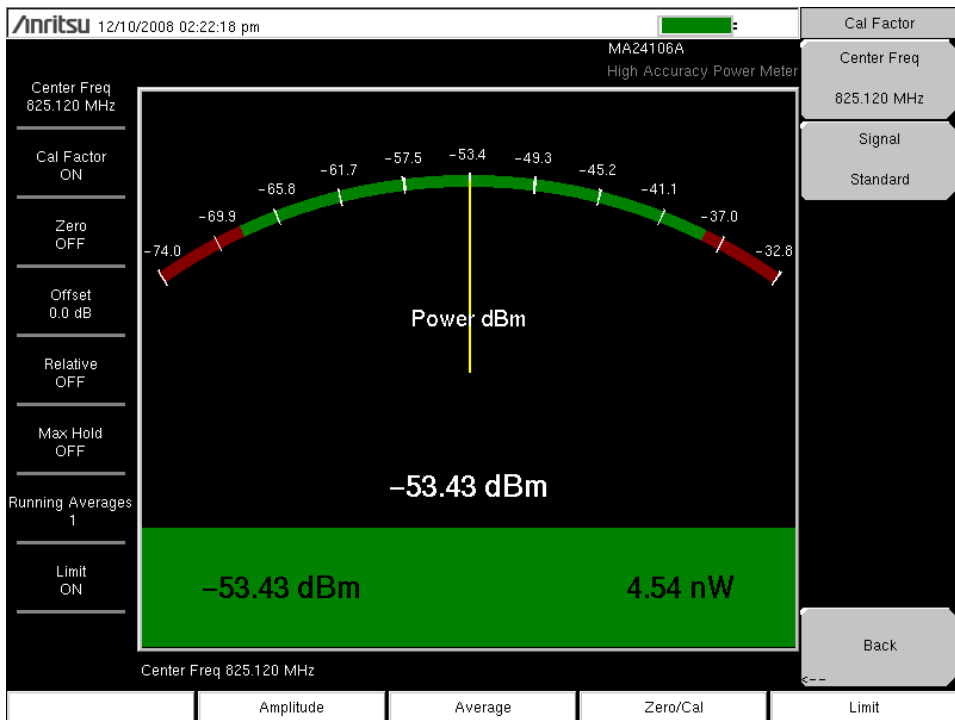 Anritsu 12/10/2008 02:22:18 pm
Cal Factor
MA24106A
High Accuracy Power Meter
Center Freq
825.120 MHz
Cal Factor
ON
Zero
OFF
Offset
0.0 dB
Relative
OFF
Max Hold
OFF
Running Averages
1
Limit
ON
-74.0
-69.9
-65.8
-61.7
-57.5
-53.4
-49.3
-45.2
-41.1
-37.0
-32.8
Power dBm
-53.43 dBm
-53.43 dBm 4.54 nW
Center Freq 825.120 MHz
Center Freq
825.120 MHz
Signal
Standard
Back
<--
Amplitude Average Zero/Cal Limit